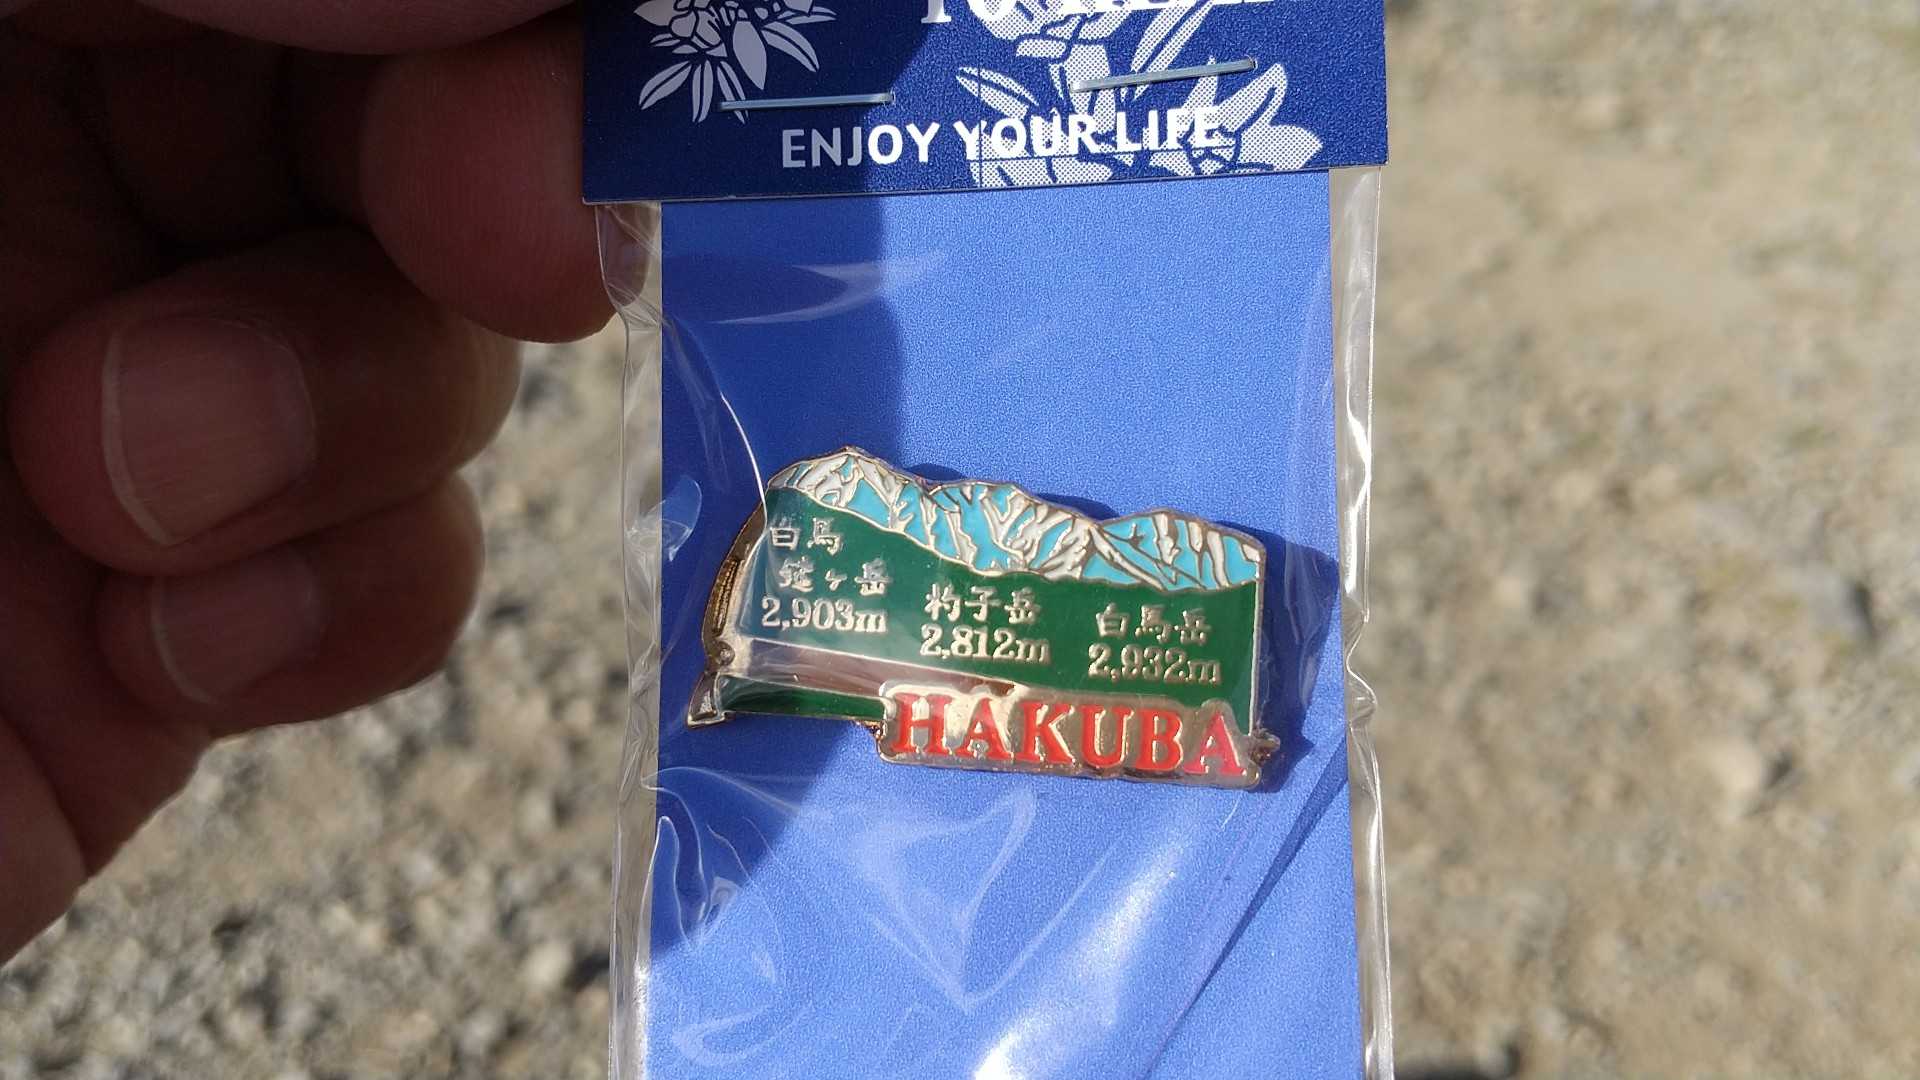 ENJOY YOUR LIFE
白馬
鑓ヶ岳
2,903m
杓子岳
2,812m
白馬岳
2,932m
HAKUBA